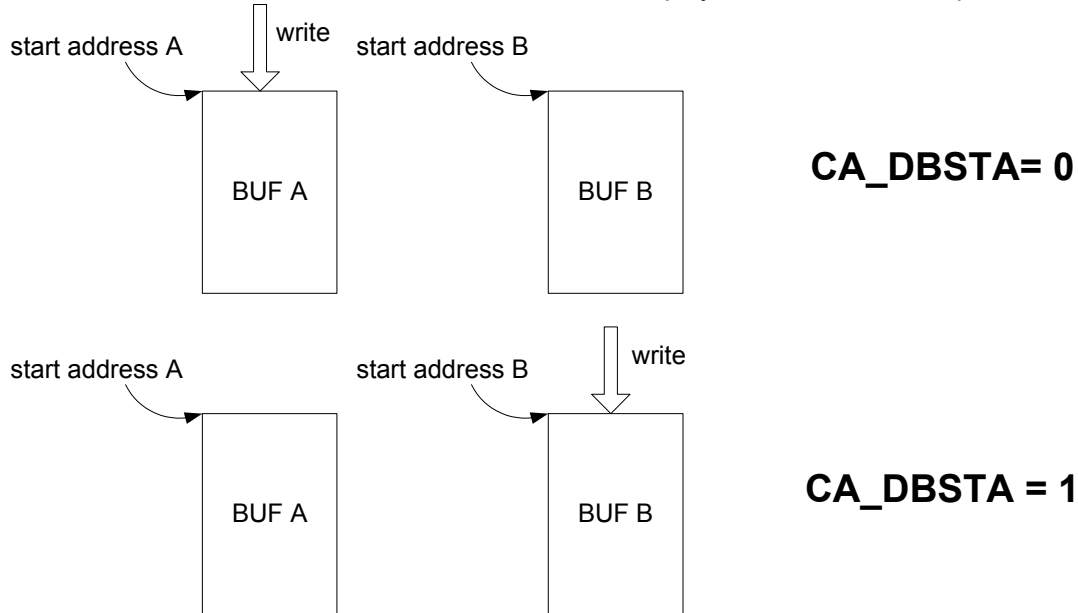 write
start address A
start address B
BUF A
BUF B
CA_DBSTA= 0
write
start address A
start address B
BUF A
BUF B
CA_DBSTA = 1